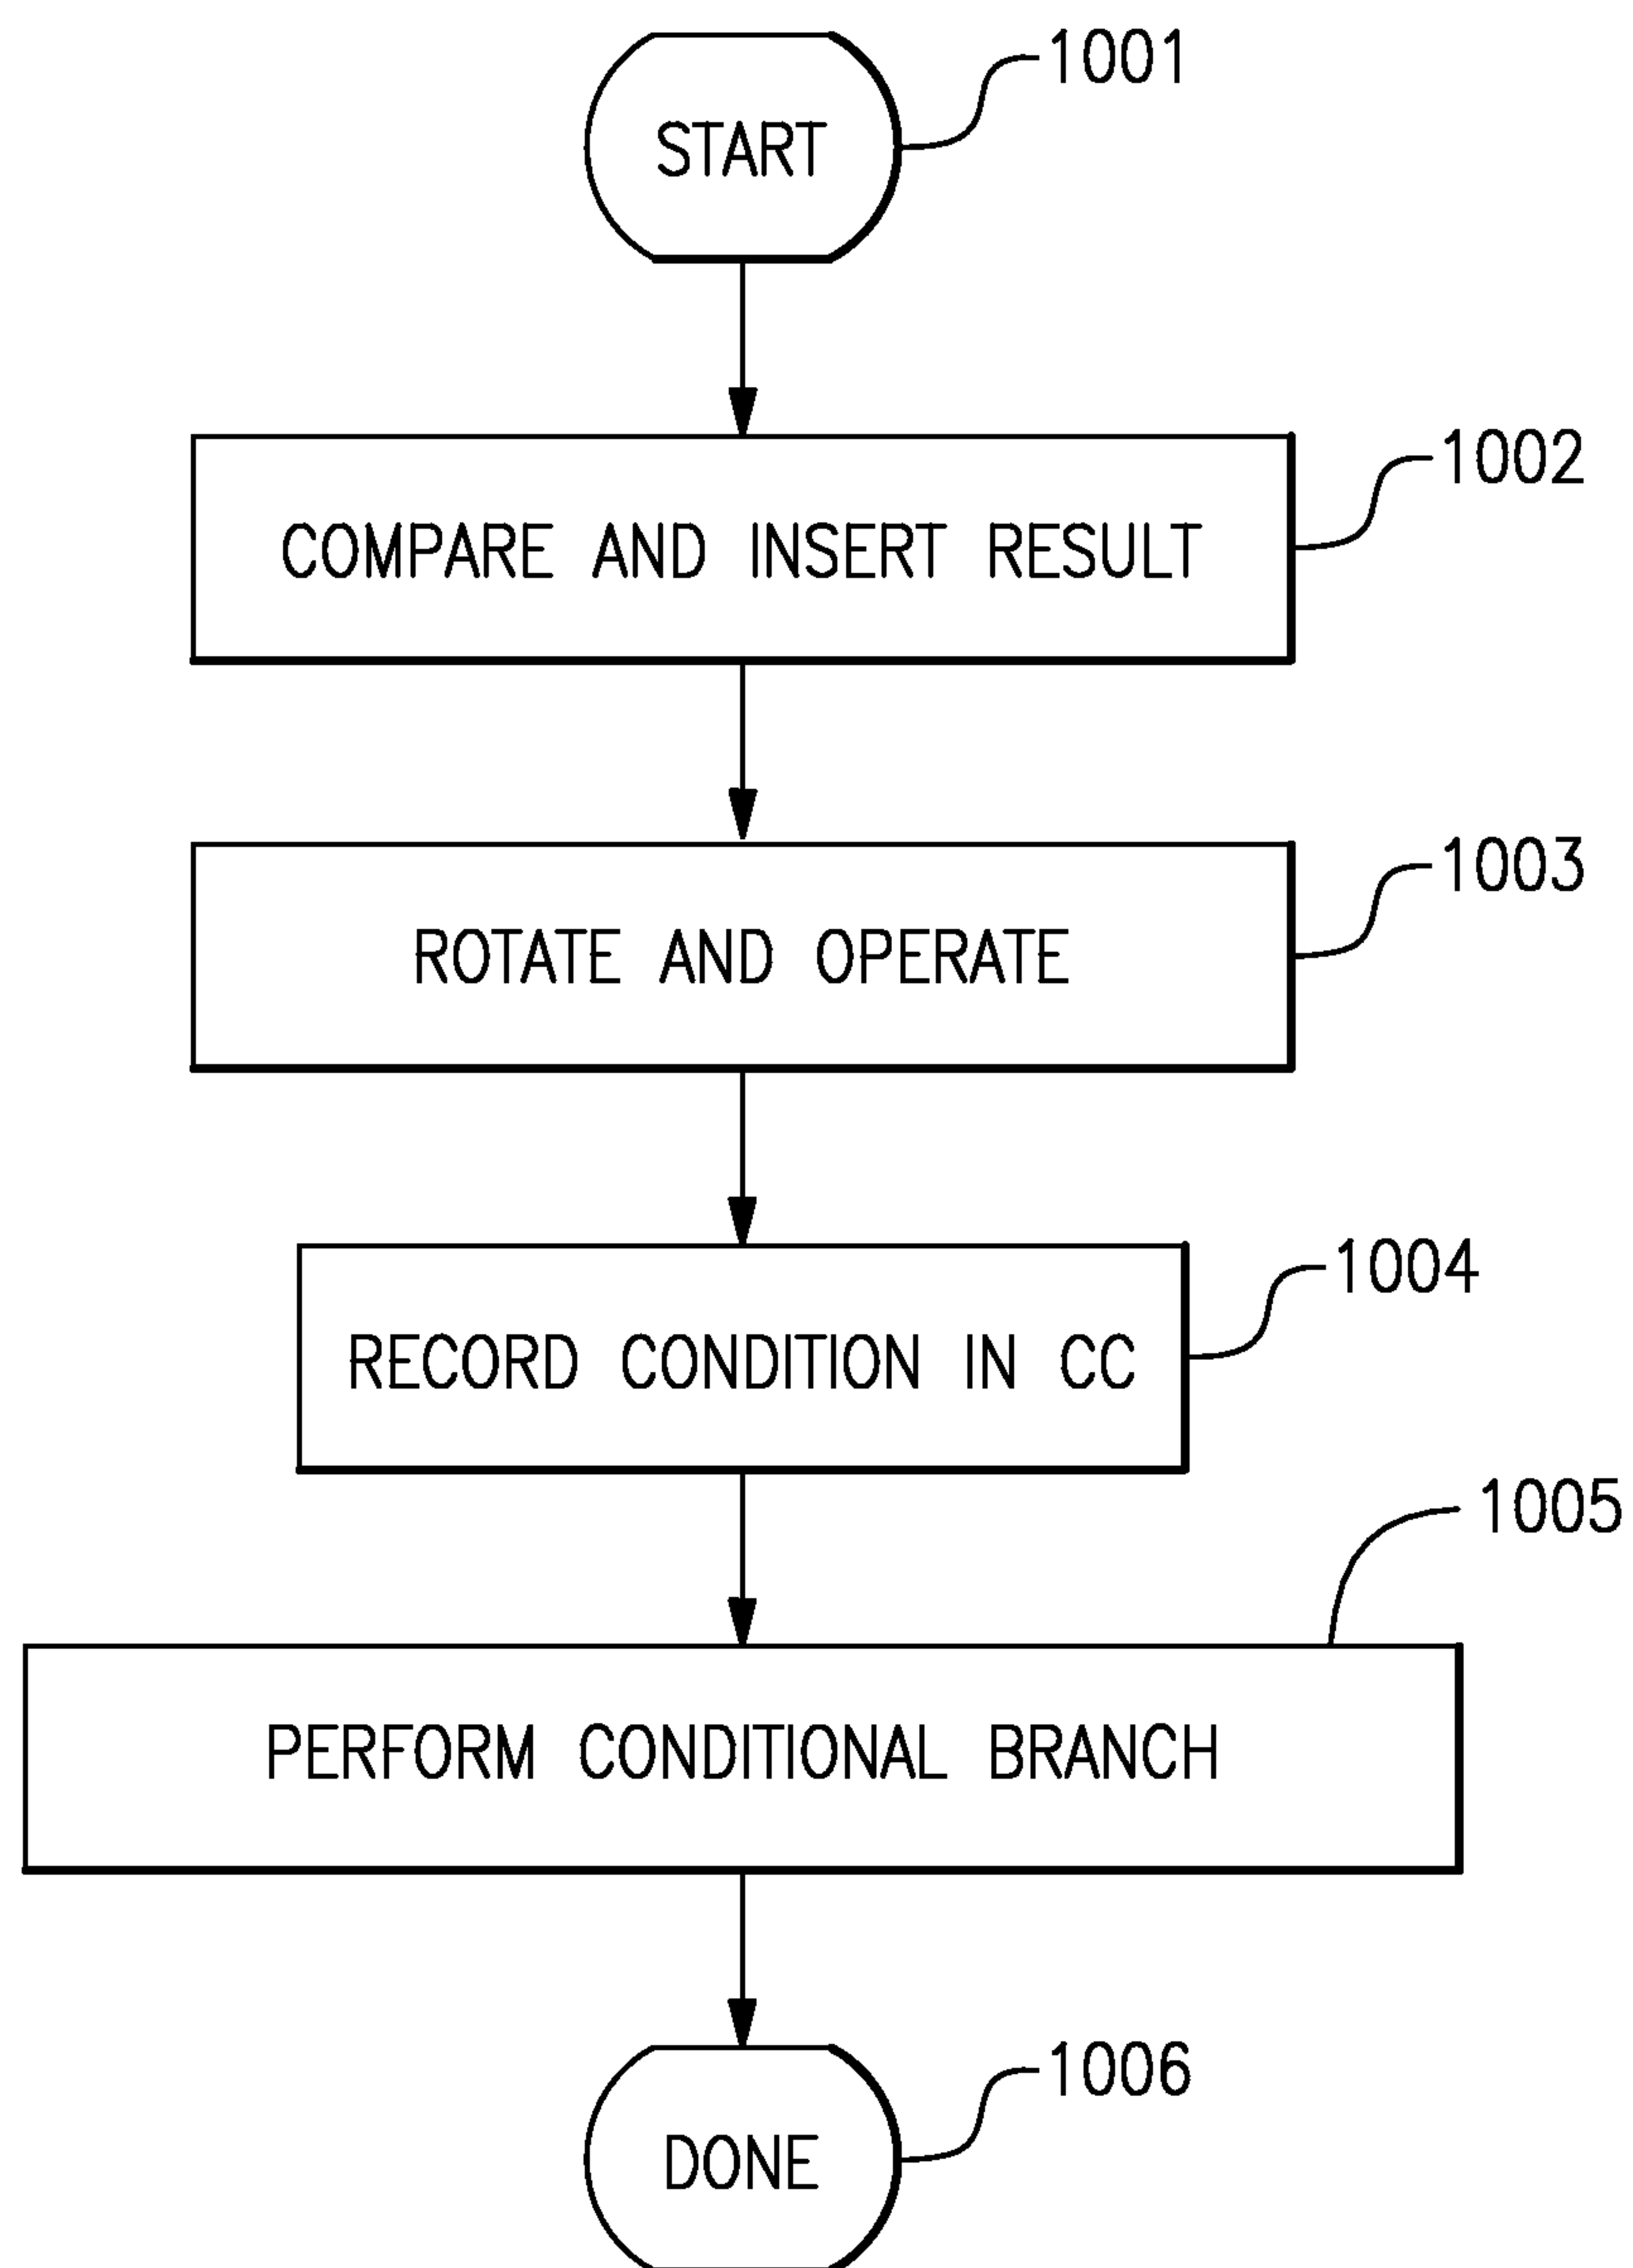 1001
START
1002
COMPARE AND INSERT RESULT
1003
ROTATE AND OPERATE
1004
RECORD CONDITION IN CC
1005
PERFORM CONDITIONAL BRANCH
1006
DONE